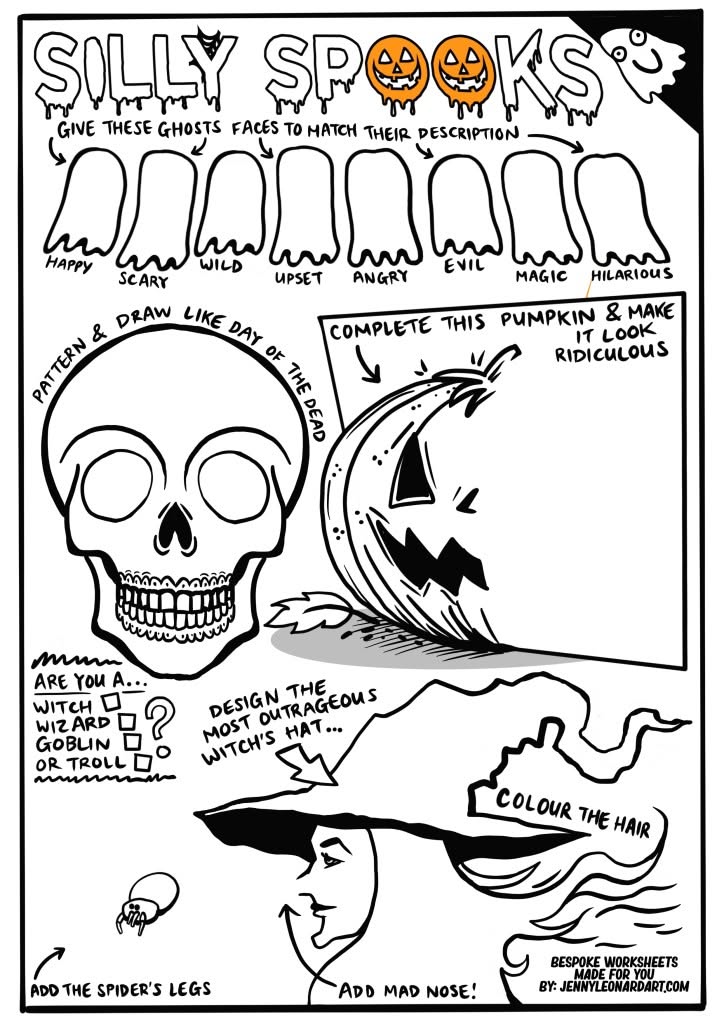 SILLY SPOOKS
GIVE THESE GHOSTS FACES TO MATCH THEIR DESCRIPTION
HAPPY
SCARY
WILD
UPSET
ANGRY
EVIL
MAGIC
HILARIOUS
PATTERN & DRAW LIKE DAY OF THE DEAD
COMPLETE THIS PUMPKIN & MAKE
IT LOOK
RIDICULOUS
ARE YOU A...
WITCH
WIZARD
GOBLIN
OR TROLL
?
DESIGN THE
MOST OUTRAGEOUS
WITCH'S HAT...
COLOUR THE HAIR
ADD THE SPIDER'S LEGS
ADD MAD NOSE!
BESPOKE WORKSHEETS
MADE FOR YOU
BY: JENNYLEONARDART.COM